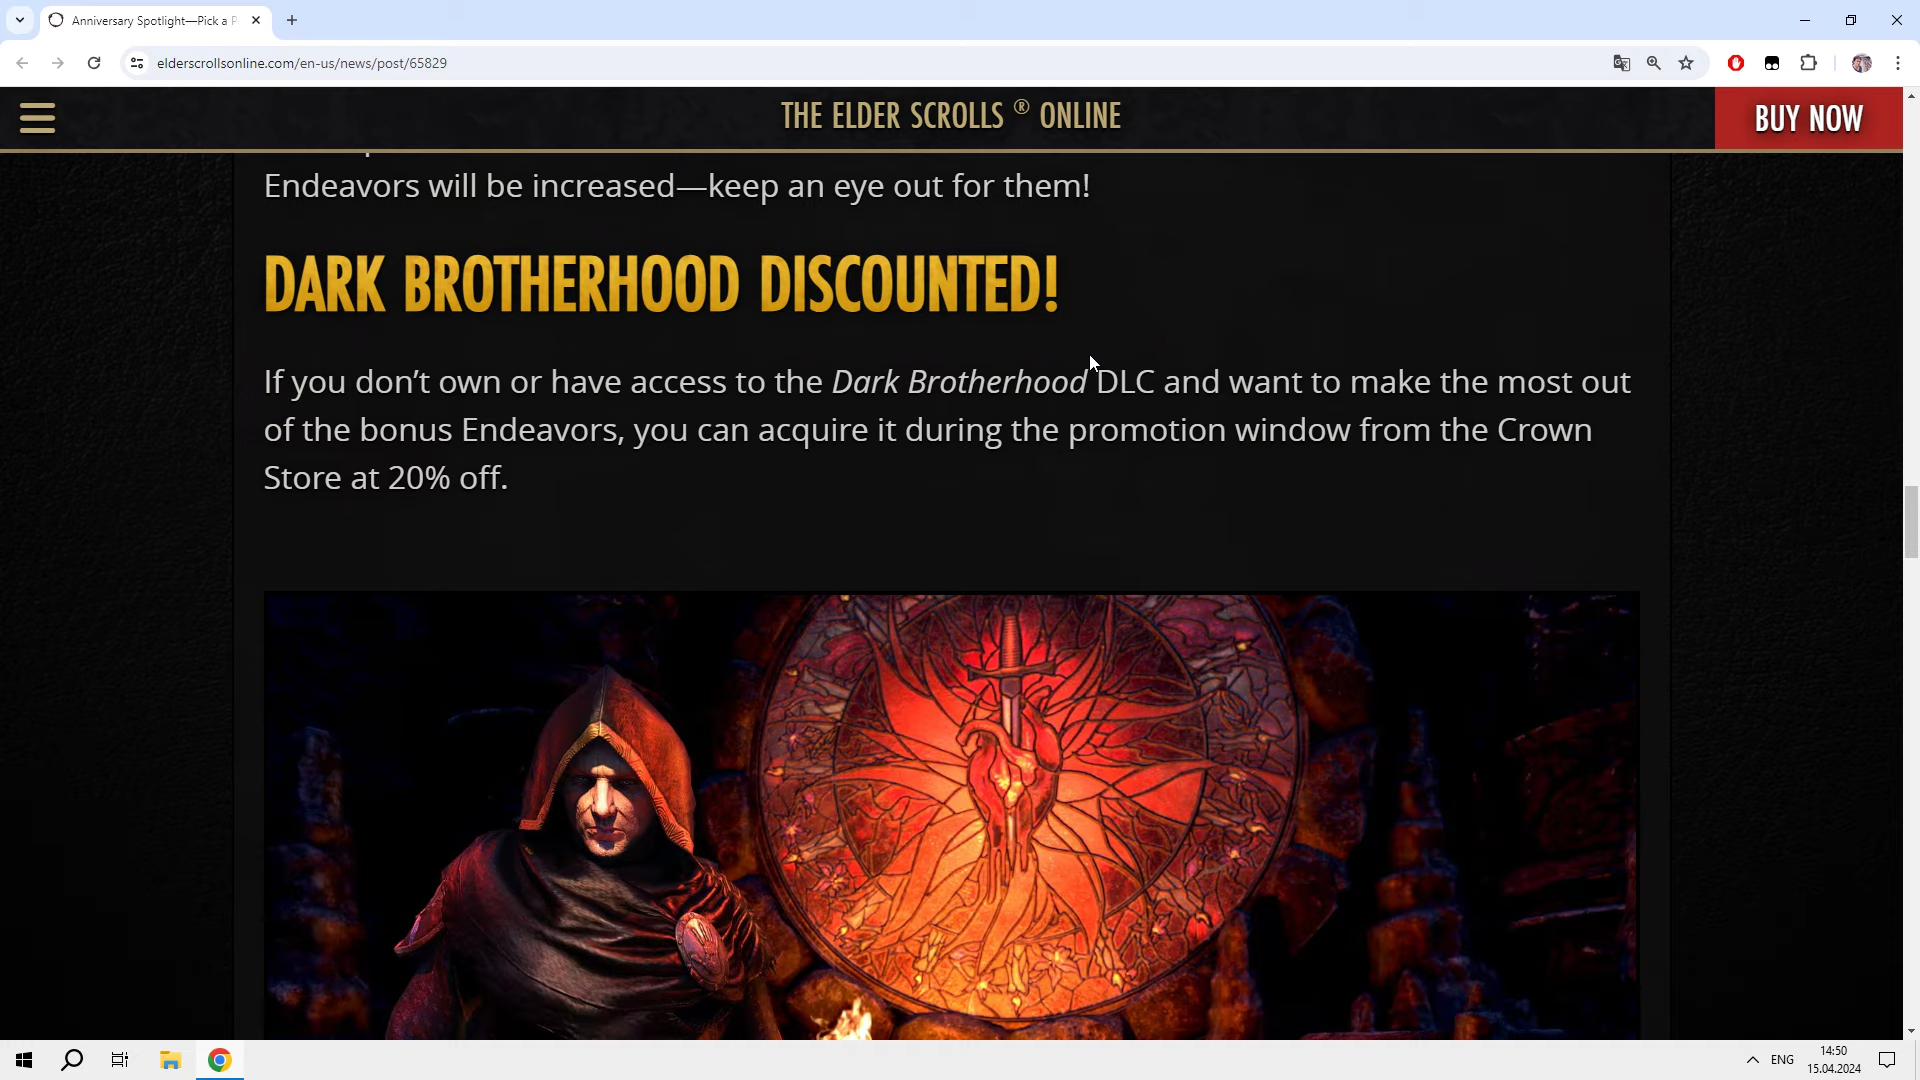 Anniversary Spotlight—Pick a P
elderscrollsonline.com/en-us/news/post/65829
THE ELDER SCROLLS ® ONLINE
BUY NOW
Endeavors will be increased—keep an eye out for them!
DARK BROTHERHOOD DISCOUNTED!
If you don’t own or have access to the Dark Brotherhood DLC and want to make the most out
of the bonus Endeavors, you can acquire it during the promotion window from the Crown
Store at 20% off.
ENG
14:50
15.04.2024